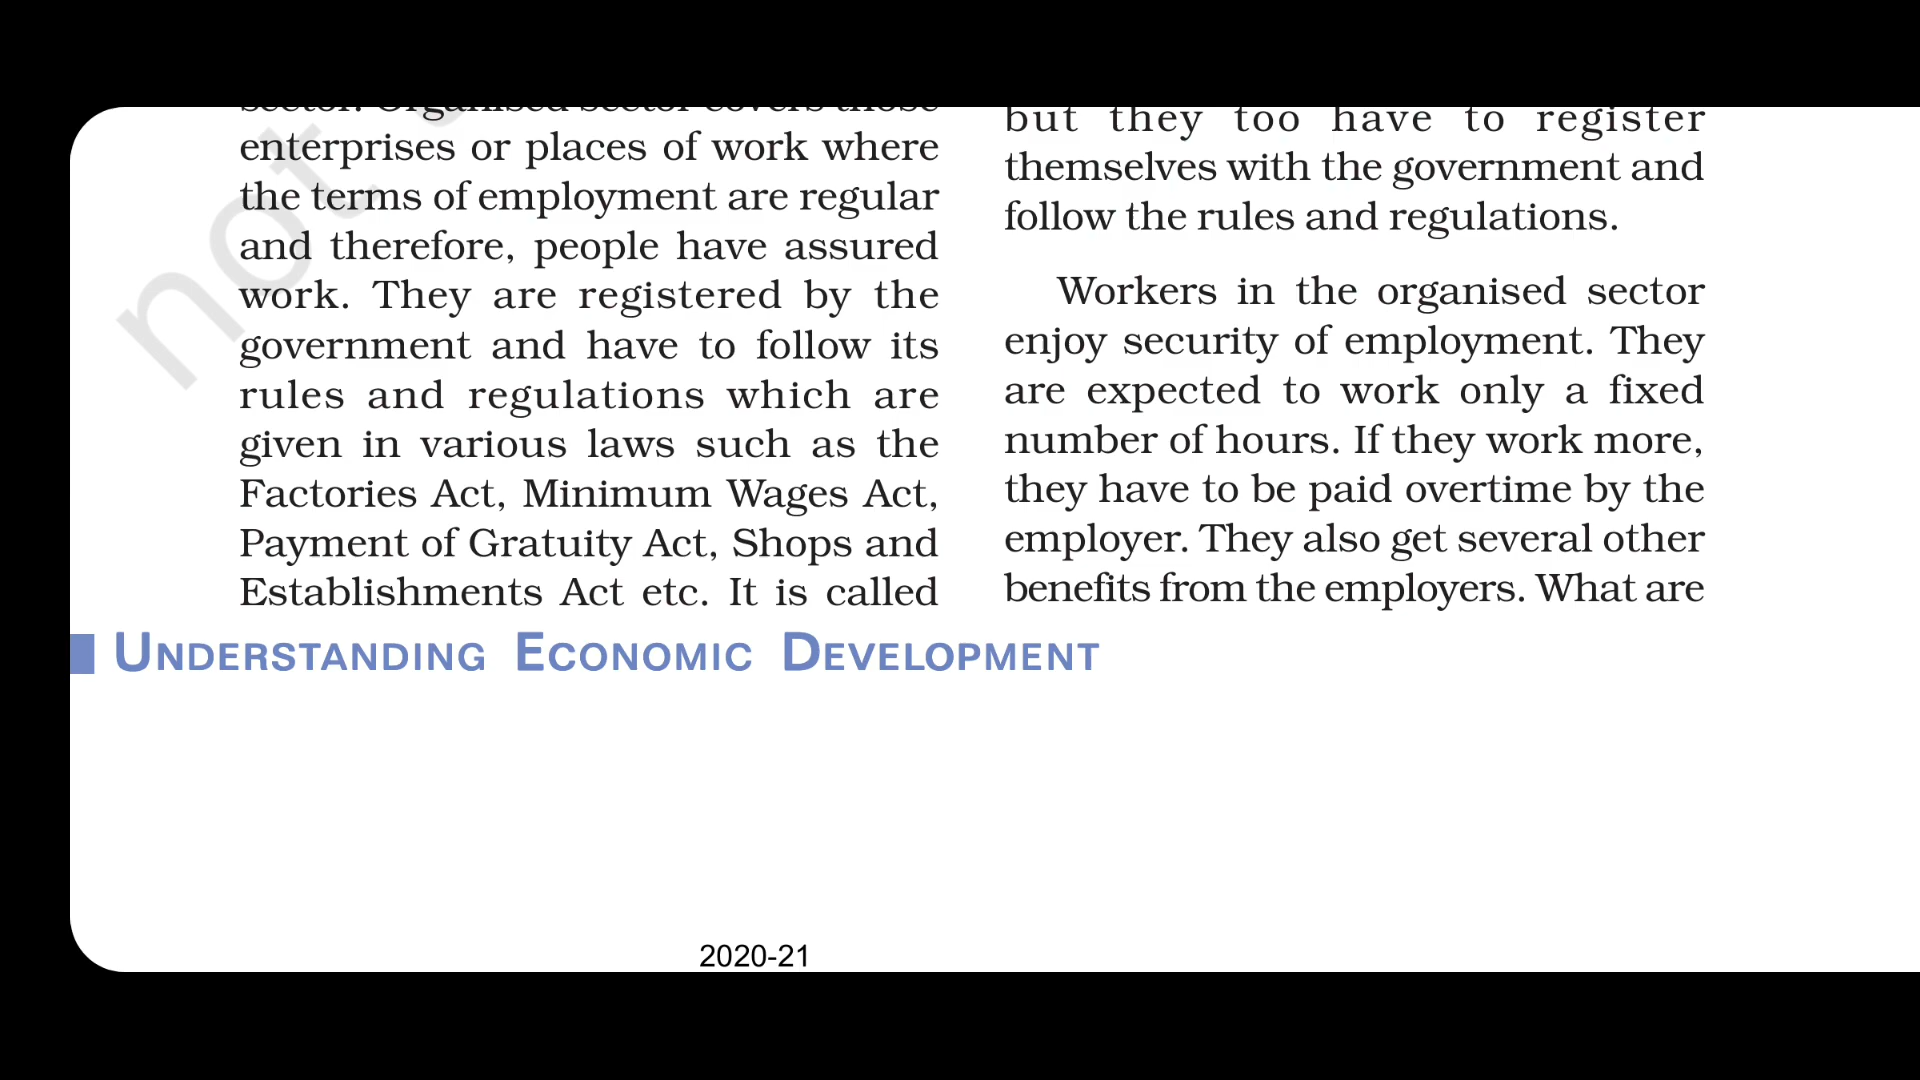 sector. Organised sector covers those
enterprises or places of work where
the terms of employment are regular
and therefore, people have assured
work. They are registered by the
government and have to follow its
rules and regulations which are
given in various laws such as the
Factories Act, Minimum Wages Act,
Payment of Gratuity Act, Shops and
Establishments Act etc. It is called
but they too have to register
themselves with the government and
follow the rules and regulations.
Workers in the organised sector
enjoy security of employment. They
are expected to work only a fixed
number of hours. If they work more,
they have to be paid overtime by the
employer. They also get several other
benefits from the employers. What are
UNDERSTANDING ECONOMIC DEVELOPMENT
2020-21
not